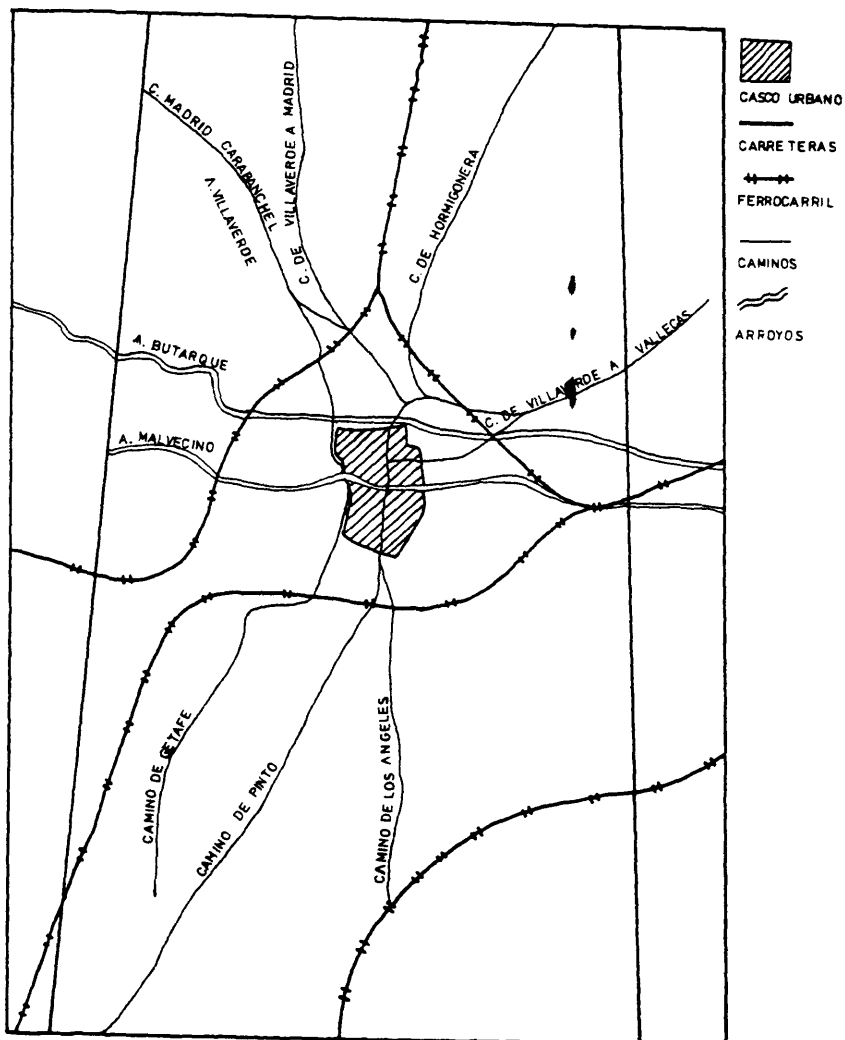 CASCO URBANO
CARRETERAS
FERROCARRIL
CAMINOS
ARROYOS
C. MADRID CARABANCHEL
A. VILLAVERDE
C. DE VILLAVERDE A MADRID
C. DE HORMIGONERA
A. BUTARQUE
C. DE VILLAVERDE A VALLECAS
A. MALVECINO
CAMINO DE GETAFE
CAMINO DE PINTO
CAMINO DE LOS ANGELES